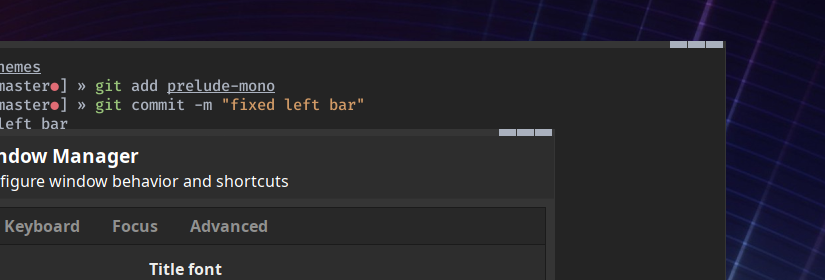 hemes
master●] » git add prelude-mono
master●] » git commit -m "fixed left bar"
left bar
ndow Manager
figure window behavior and shortcuts
Keyboard Focus Advanced
Title font